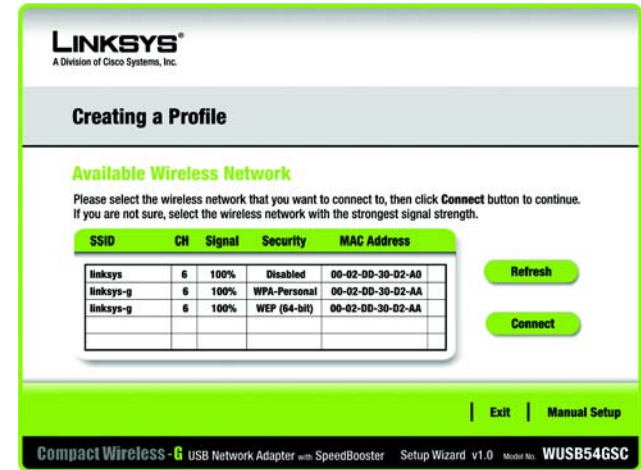 LINKSYS®
A Division of Cisco Systems, Inc.
Creating a Profile
Available Wireless Network
Please select the wireless network that you want to connect to, then click Connect button to continue.
If you are not sure, select the wireless network with the strongest signal strength.
SSID CH Signal Security MAC Address
linksys 6 100% Disabled 00-02-DD-30-D2-A0
linksys-g 6 100% WPA-Personal 00-02-DD-30-D2-AA
linksys-g 6 100% WEP (64-bit) 00-02-DD-30-D2-AA
Refresh
Connect
Exit Manual Setup
Compact Wireless-G USB Network Adapter with SpeedBooster Setup Wizard v1.0 Model No. WUSB54GSC